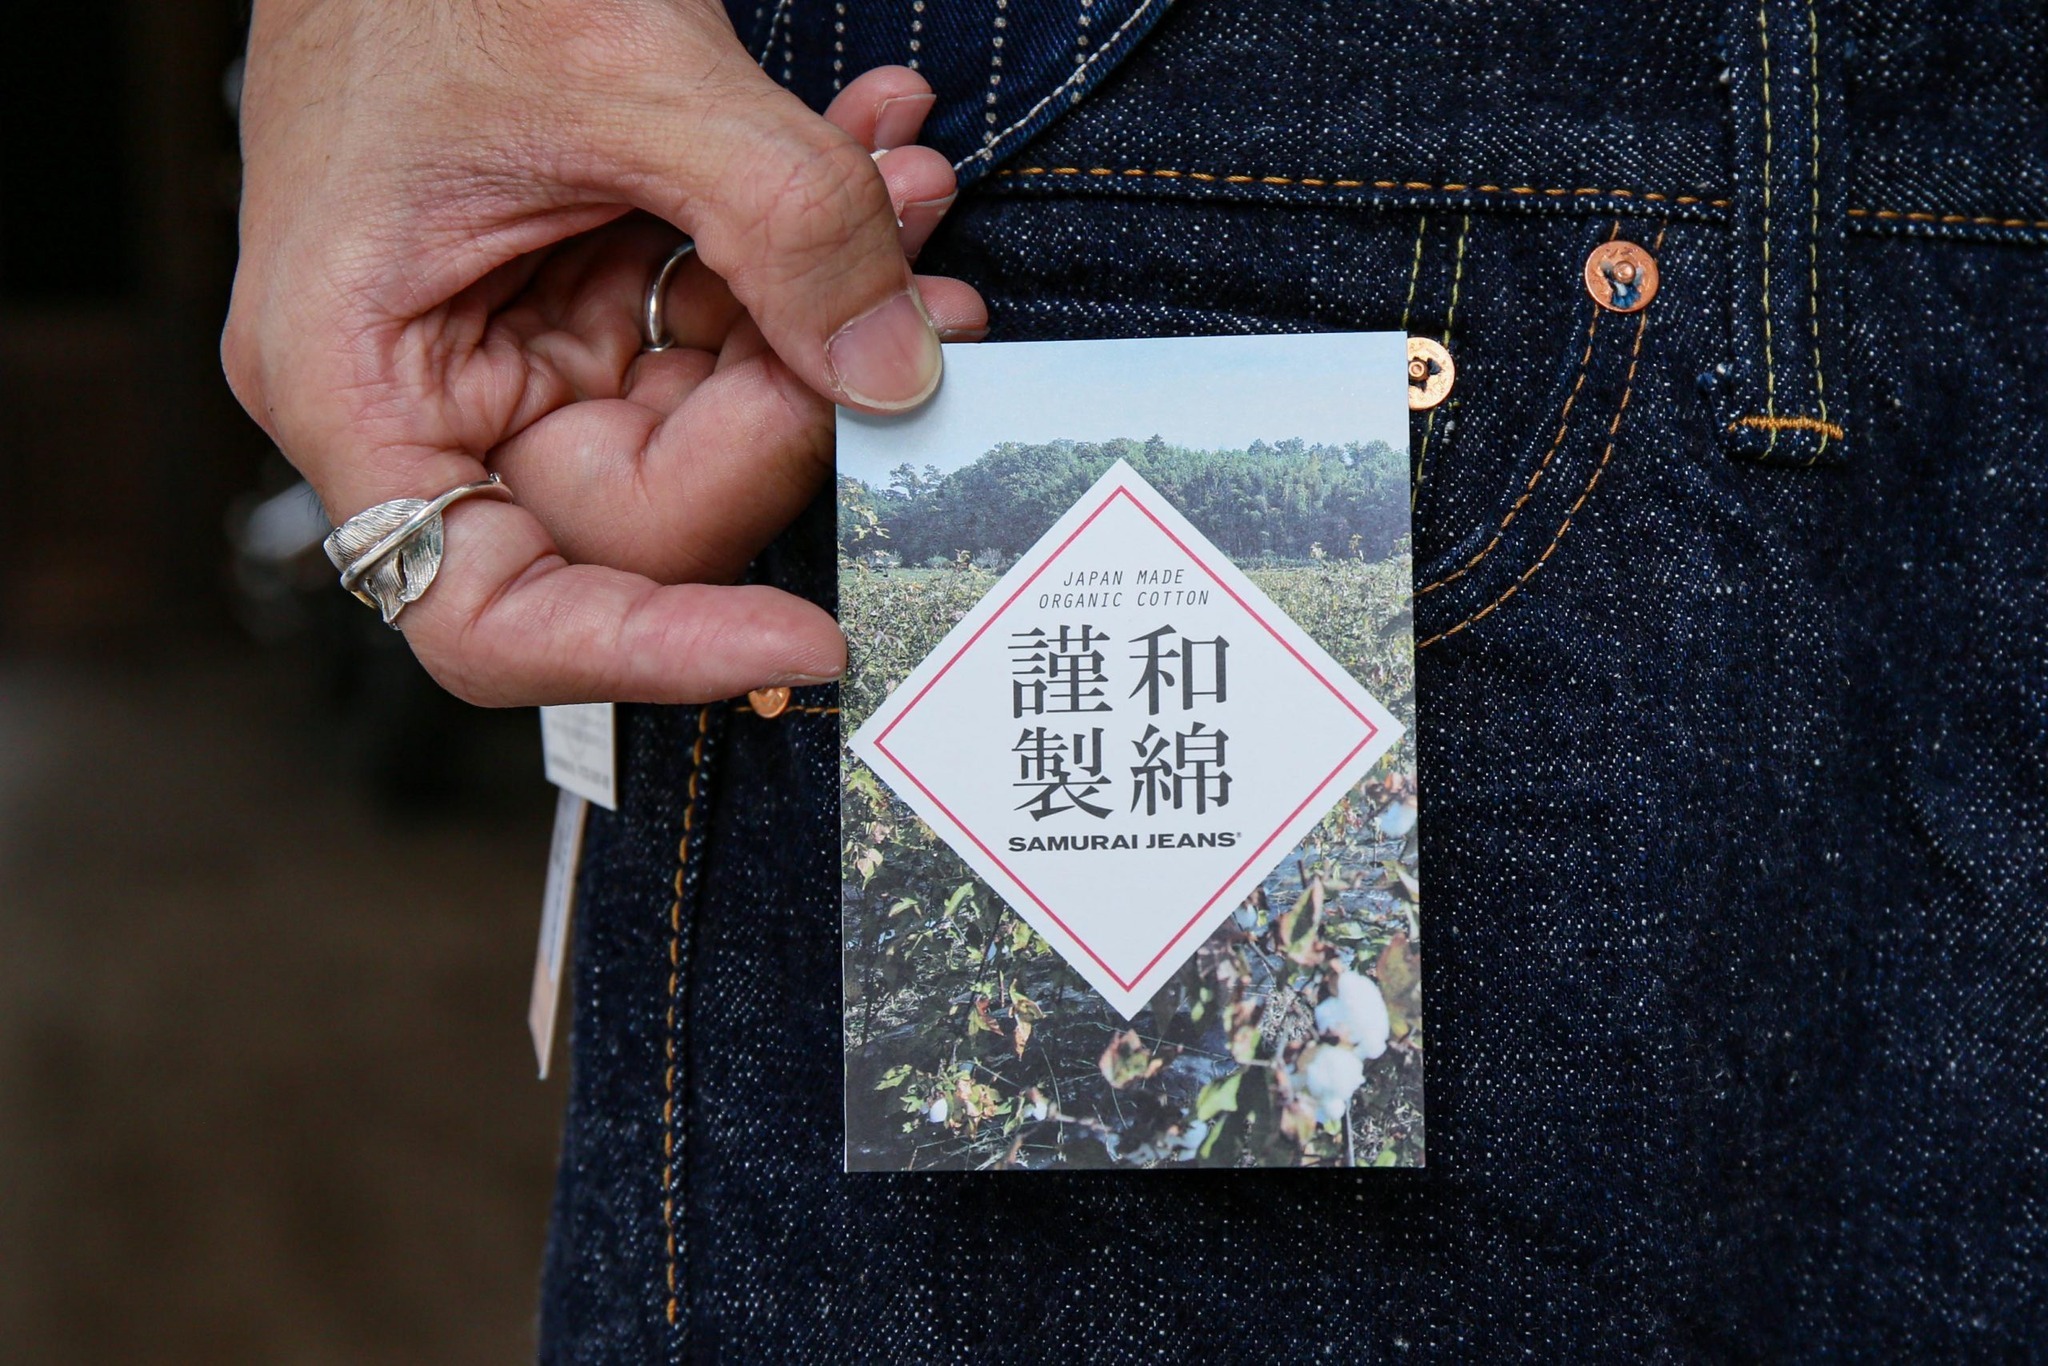 JAPAN MADE
ORGANIC COTTON
和綿
謹製
SAMURAI JEANS®